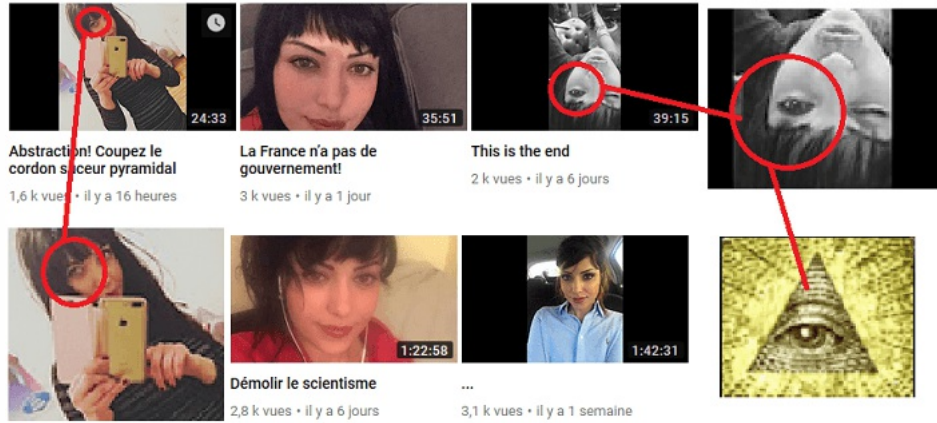 24:33
35:51
39:15
Abstraction! Coupez le
cordon suceur pyramidal
1,6 k vues • il y a 16 heures
La France n'a pas de
gouvernement!
3 k vues • il y a 1 jour
This is the end
2 k vues • il y a 6 jours
1:22:58
1:42:31
Démolir le scientisme
2,8 k vues • il y a 6 jours
...
3,1 k vues • il y a 1 semaine